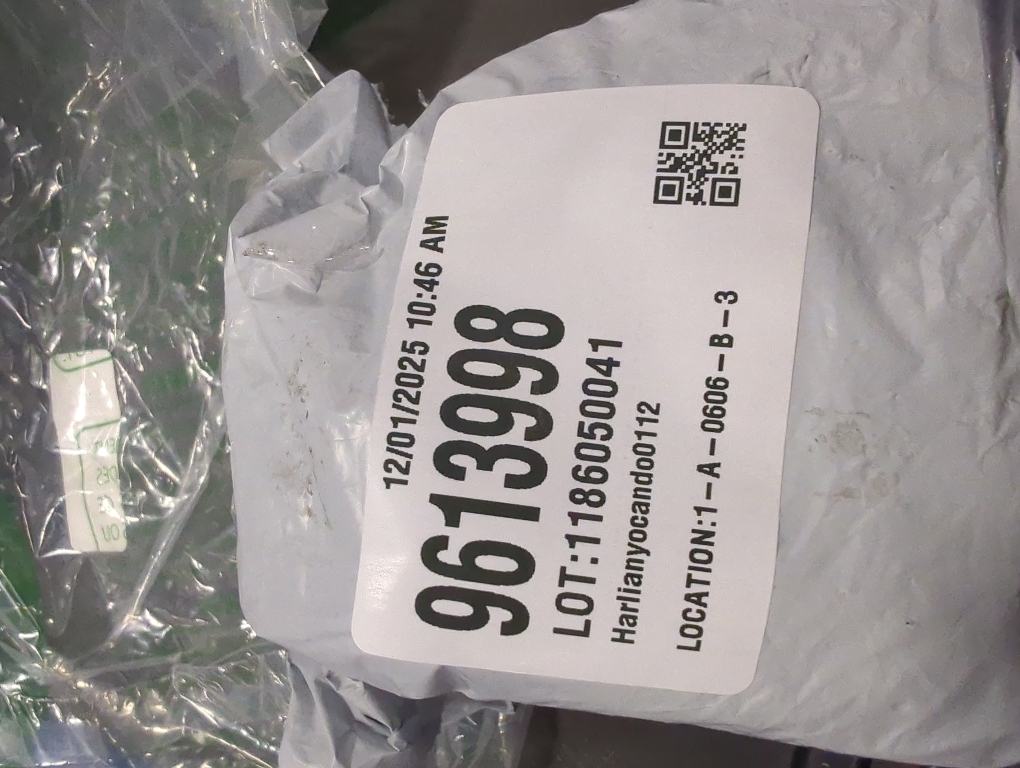 12/01/2025 10:46 AM
9613998
LOT:1186050041
Harlianyocando0112
LOCATION:1-A-0606-B-3